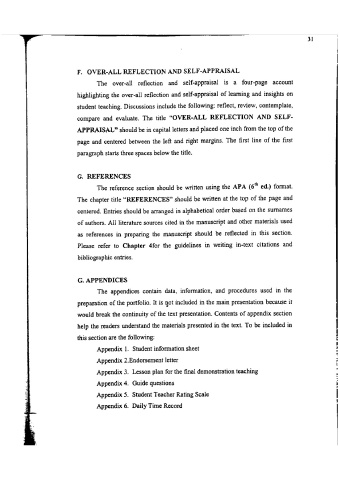 31
F. OVER-ALL REFLECTION AND SELF-APPRAISAL
The over-all reflection and self-appraisal is a four-page account
highlighting the over-all reflection and self-appraisal of learning and insights on
student teaching. Discussions include the following: reflect, review, contemplate,
compare and evaluate. The title "OVER-ALL REFLECTION AND SELF-
APPRAISAL" should be in capital letters and placed one inch from the top of the
page and centered between the left and right margins. The first line of the first
paragraph starts three spaces below the title.
G. REFERENCES
The reference section should be written using the APA (6th ed.) format.
The chapter title "REFERENCES" should be written at the top of the page and
centered. Entries should be arranged in alphabetical order based on the surnames
of authors. All literature sources cited in the manuscript and other materials used
as references in preparing the manuscript should be reflected in this section.
Please refer to Chapter 4for the guidelines in writing in-text citations and
bibliographic entries.
G. APPENDICES
The appendices contain data, information, and procedures used in the
preparation of the portfolio. It is not included in the main presentation because it
would break the continuity of the text presentation. Contents of appendix section
help the readers understand the materials presented in the text. To be included in
this section are the following:
Appendix 1. Student information sheet
Appendix 2.Endorsement letter
Appendix 3. Lesson plan for the final demonstration teaching
Appendix 4. Guide questions
Appendix 5. Student Teacher Rating Scale
Appendix 6. Daily Time Record